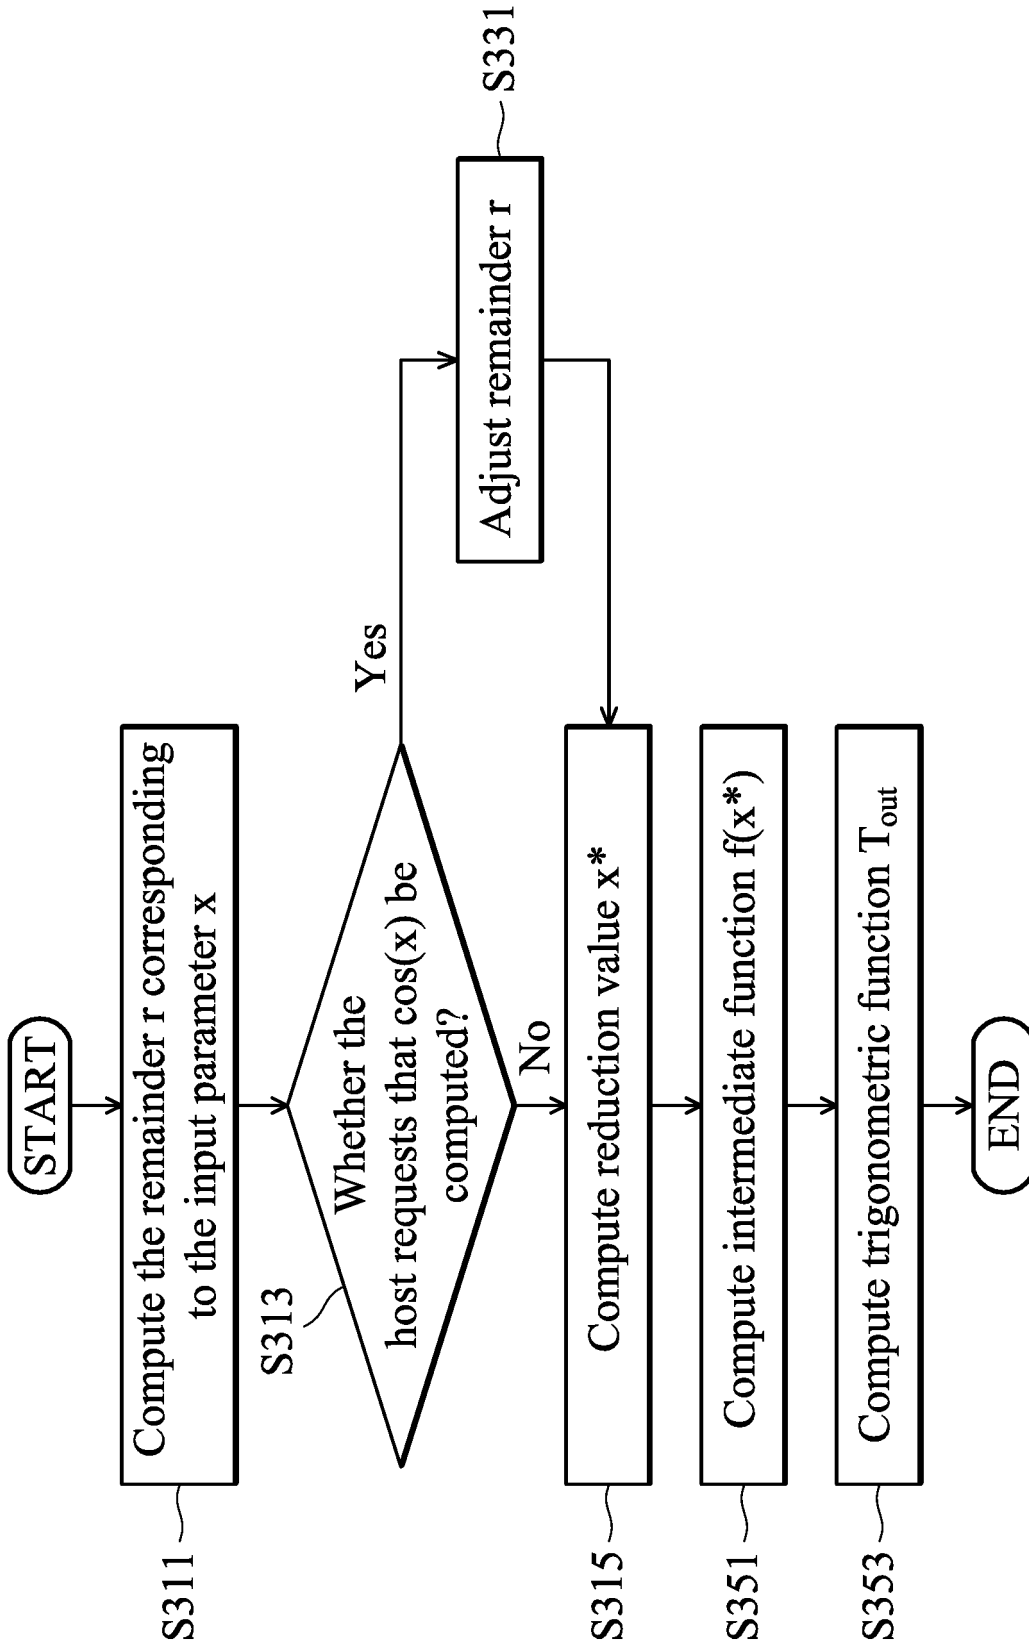 START
S311
Compute the remainder r corresponding
to the input parameter x
S313
Whether the
host requests that cos(x) be
computed?
Yes
S331
Adjust remainder r
No
S315
Compute reduction value x*
S351
Compute intermediate function f(x*)
S353
Compute trigonometric function Tout
END